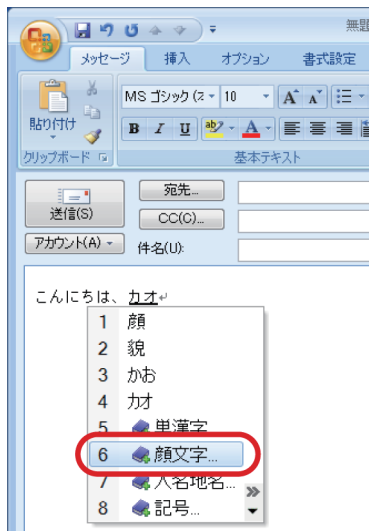 無題
メッセージ 挿入 オプション 書式設定
貼り付け
MS ゴシック (ス 10 A A
B I U ab A
クリップボード 基本テキスト
送信(S)
宛先...
CC(C)...
アカウント(A) 件名(U):
こんにちは、カオ↵
1 顔
2 貌
3 かお
4 カオ
5 単漢字
6 顔文字...
7 人名地名...
8 記号...